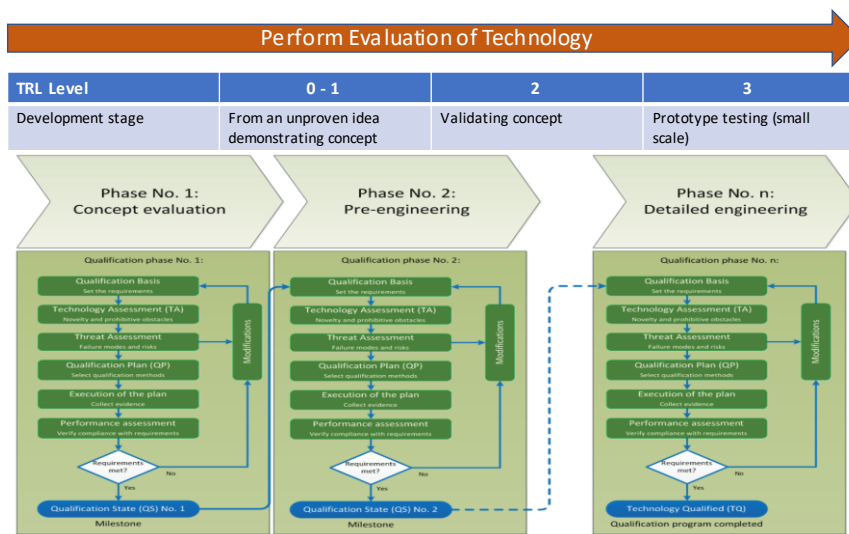 Perform Evaluation of Technology
TRL Level 0 - 1 2 3
Development stage
From an unproven idea
demonstrating concept
Validating concept
Prototype testing (small
scale)
Phase No. 1:
Concept evaluation
Phase No. 2:
Pre-engineering
Phase No. n:
Detailed engineering
Qualification phase No. 1:
Qualification Basis
Set the requirements
Technology Assessment (TA)
Novelty and prohibitive obstacles
Threat Assessment
Failure modes and risks
Qualification Plan (QP)
Select qualification methods
Execution of the plan
Collect evidence
Performance assessment
Verify compliance with requirements
Requirements
met?
No
Yes
Modifications
Qualification State (QS) No. 1
Milestone
Qualification phase No. 2:
Qualification Basis
Set the requirements
Technology Assessment (TA)
Novelty and prohibitive obstacles
Threat Assessment
Failure modes and risks
Qualification Plan (QP)
Select qualification methods
Execution of the plan
Collect evidence
Performance assessment
Verify compliance with requirements
Requirements
met?
No
Yes
Modifications
Qualification State (QS) No. 2
Milestone
Qualification phase No. n:
Qualification Basis
Set the requirements
Technology Assessment (TA)
Novelty and prohibitive obstacles
Threat Assessment
Failure modes and risks
Qualification Plan (QP)
Select qualification methods
Execution of the plan
Collect evidence
Performance assessment
Verify compliance with requirements
Requirements
met?
No
Yes
Modifications
Technology Qualified (TQ)
Qualification program completed